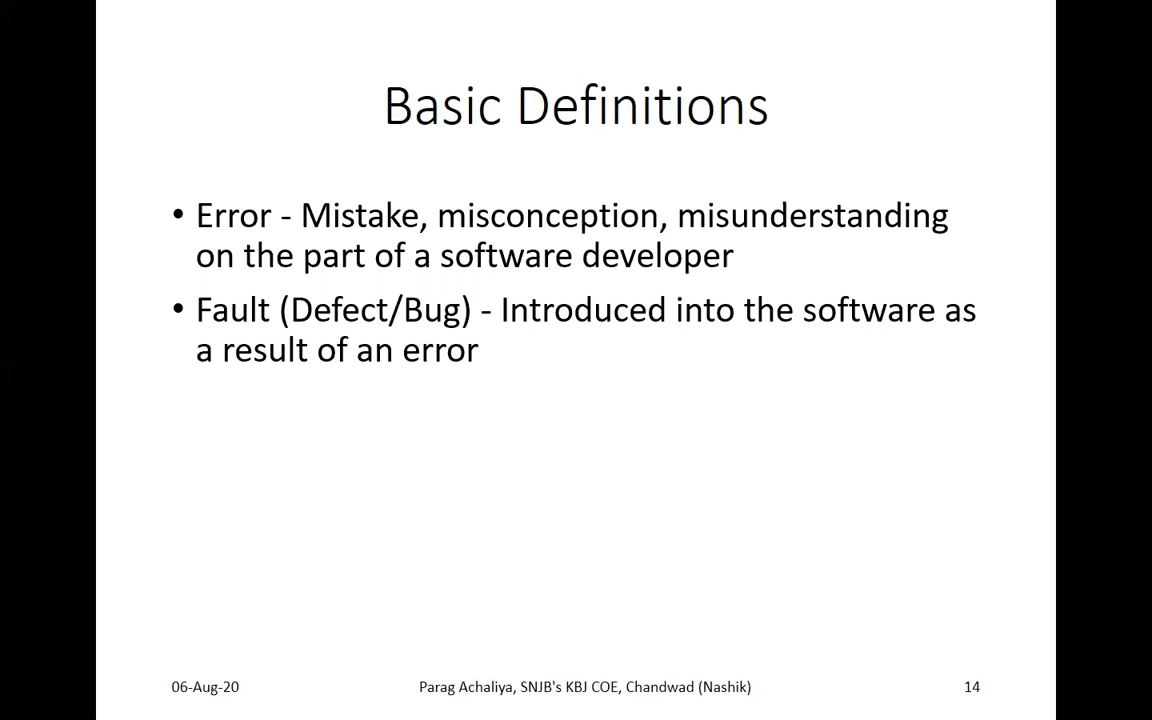 Basic Definitions
• Error - Mistake, misconception, misunderstanding
on the part of a software developer
• Fault (Defect/Bug) - Introduced into the software as
a result of an error
06-Aug-20
Parag Achaliya, SNJB's KBJ COE, Chandwad (Nashik)
14